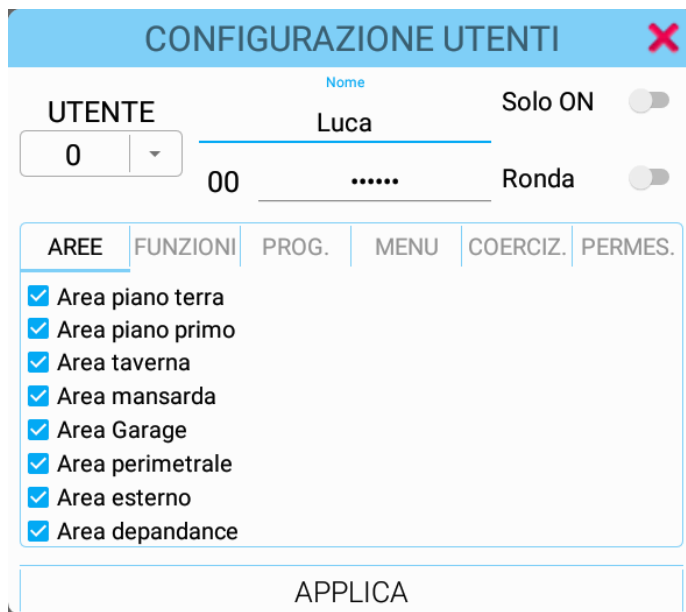 CONFIGURAZIONE UTENTI
Nome
UTENTE
Luca
Solo ON
0
00
••••••
Ronda
AREE FUNZIONI PROG. MENU COERCIZ. PERMES.
Area piano terra
Area piano primo
Area taverna
Area mansarda
Area Garage
Area perimetrale
Area esterno
Area depandance
APPLICA